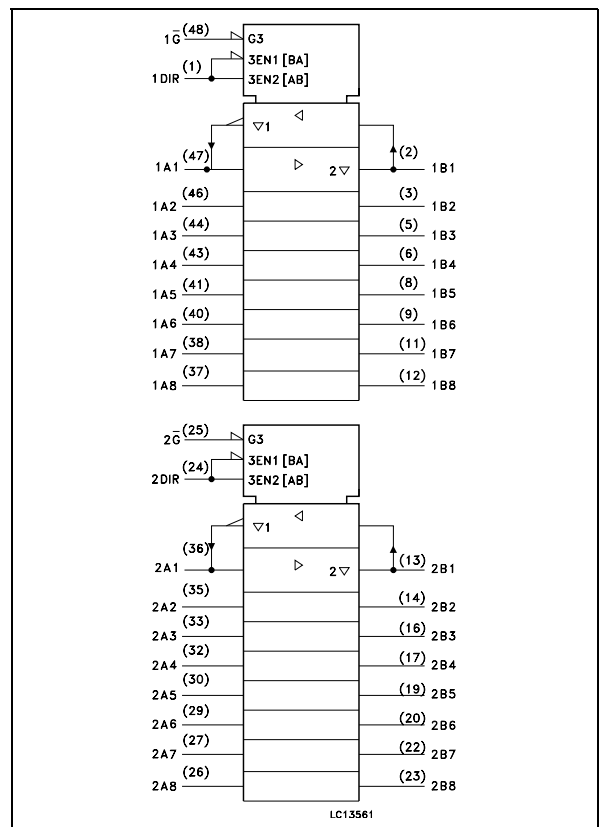 1G̅ (48) G3
3EN1 [BA]
1DIR (1) 3EN2 [AB]
◁
▽1
1A1 (47) ▷ 2▽ (2) 1B1
1A2 (46) (3) 1B2
1A3 (44) (5) 1B3
1A4 (43) (6) 1B4
1A5 (41) (8) 1B5
1A6 (40) (9) 1B6
1A7 (38) (11) 1B7
1A8 (37) (12) 1B8
2G̅ (25) G3
3EN1 [BA]
2DIR (24) 3EN2 [AB]
◁
▽1
2A1 (36) ▷ 2▽ (13) 2B1
2A2 (35) (14) 2B2
2A3 (33) (16) 2B3
2A4 (32) (17) 2B4
2A5 (30) (19) 2B5
2A6 (29) (20) 2B6
2A7 (27) (22) 2B7
2A8 (26) (23) 2B8
LC13561